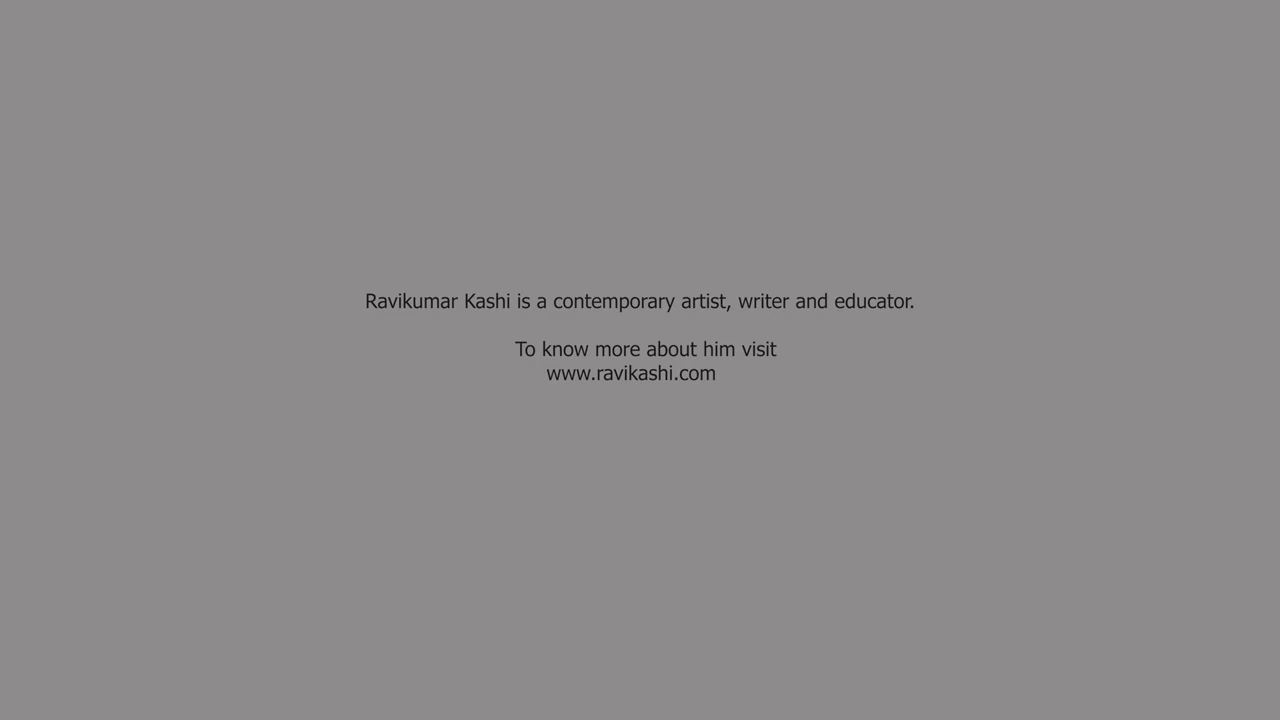 Ravikumar Kashi is a contemporary artist, writer and educator.
To know more about him visit
www.ravikashi.com